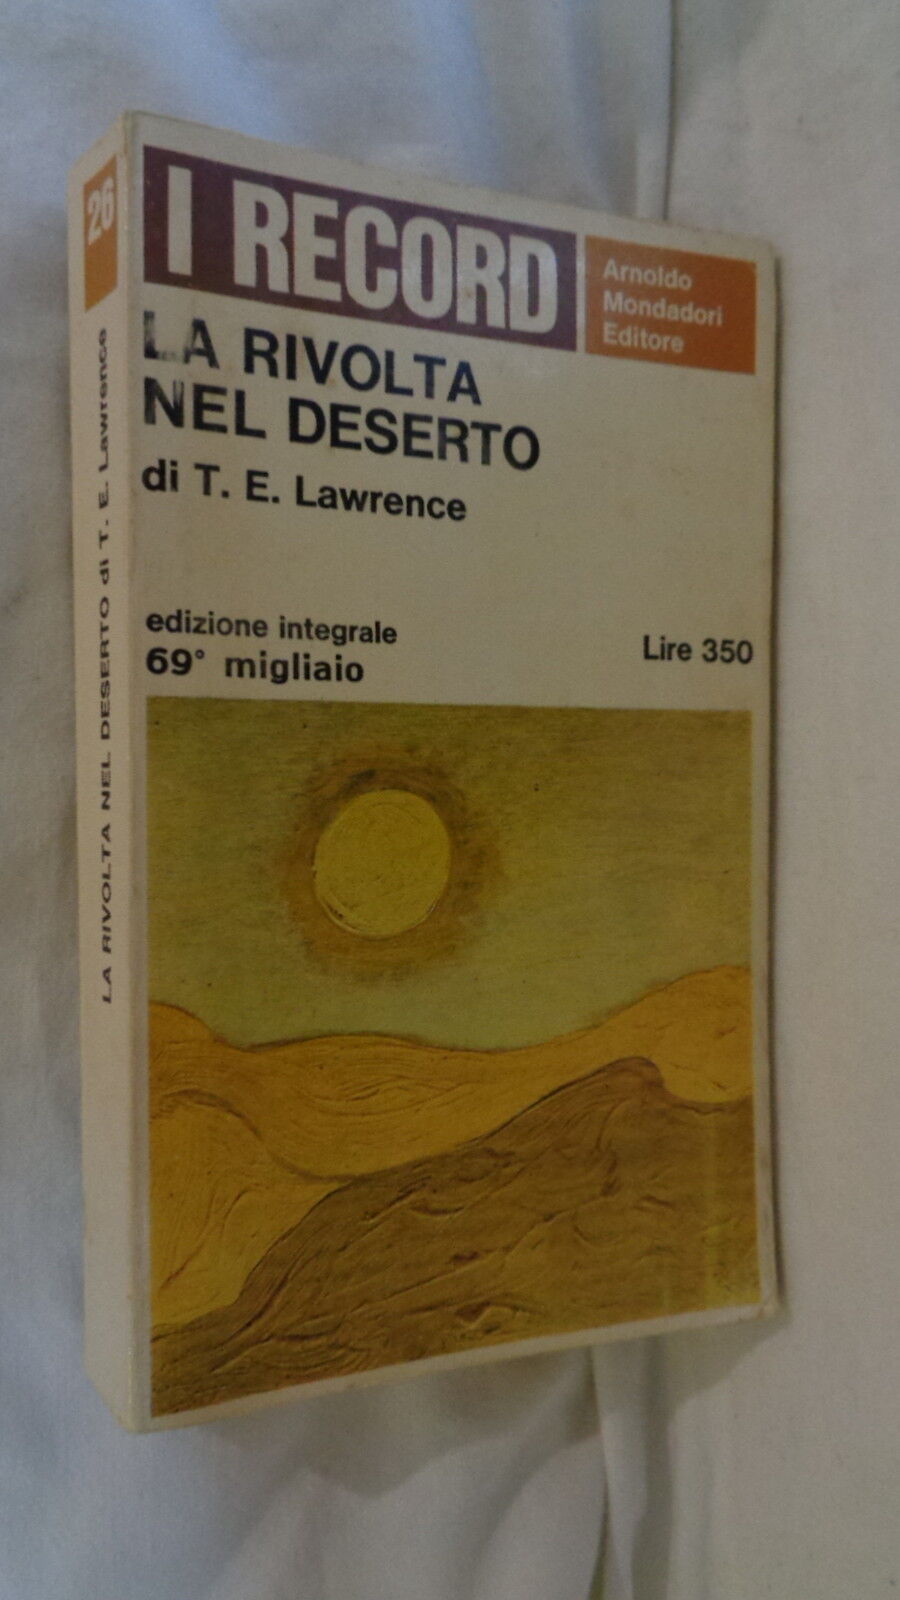 26
LA RIVOLTA NEL DESERTO di T. E. Lawrence
I RECORD
Arnoldo
Mondadori
Editore
LA RIVOLTA
NEL DESERTO
di T. E. Lawrence
edizione integrale
69° migliaio
Lire 350